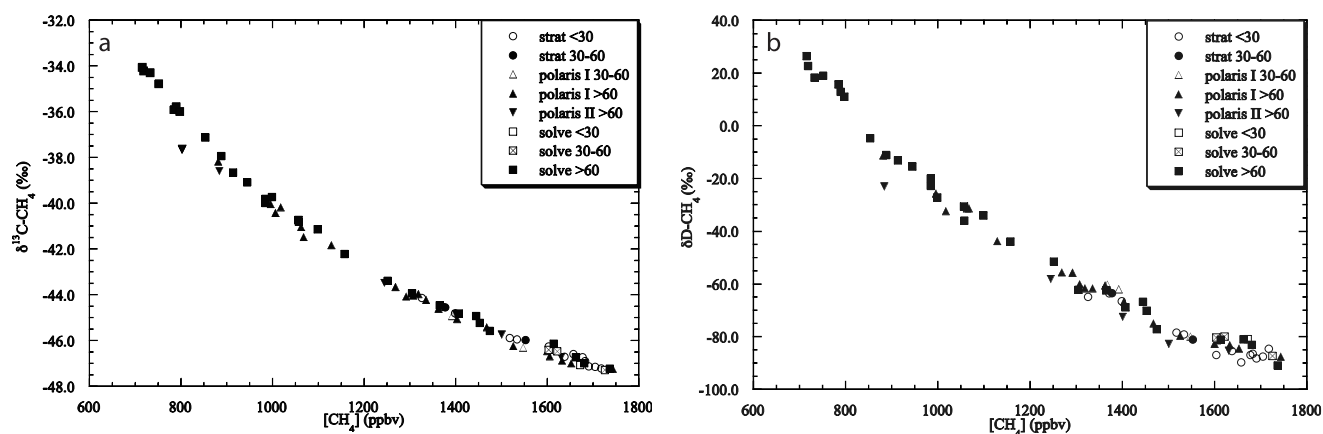 a
-32.0
-34.0
-36.0
-38.0
-40.0
-42.0
-44.0
-46.0
-48.0
δ¹³C-CH₄ (‰)
600 800 1000 1200 1400 1600 1800
[CH₄] (ppbv)
strat <30
strat 30-60
polaris I 30-60
polaris I >60
polaris II >60
solve <30
solve 30-60
solve >60
b
40.0
20.0
0.0
-20.0
-40.0
-60.0
-80.0
-100.0
δD-CH₄ (‰)
600 800 1000 1200 1400 1600 1800
[CH₄] (ppbv)
strat <30
strat 30-60
polaris I 30-60
polaris I >60
polaris II >60
solve <30
solve 30-60
solve >60